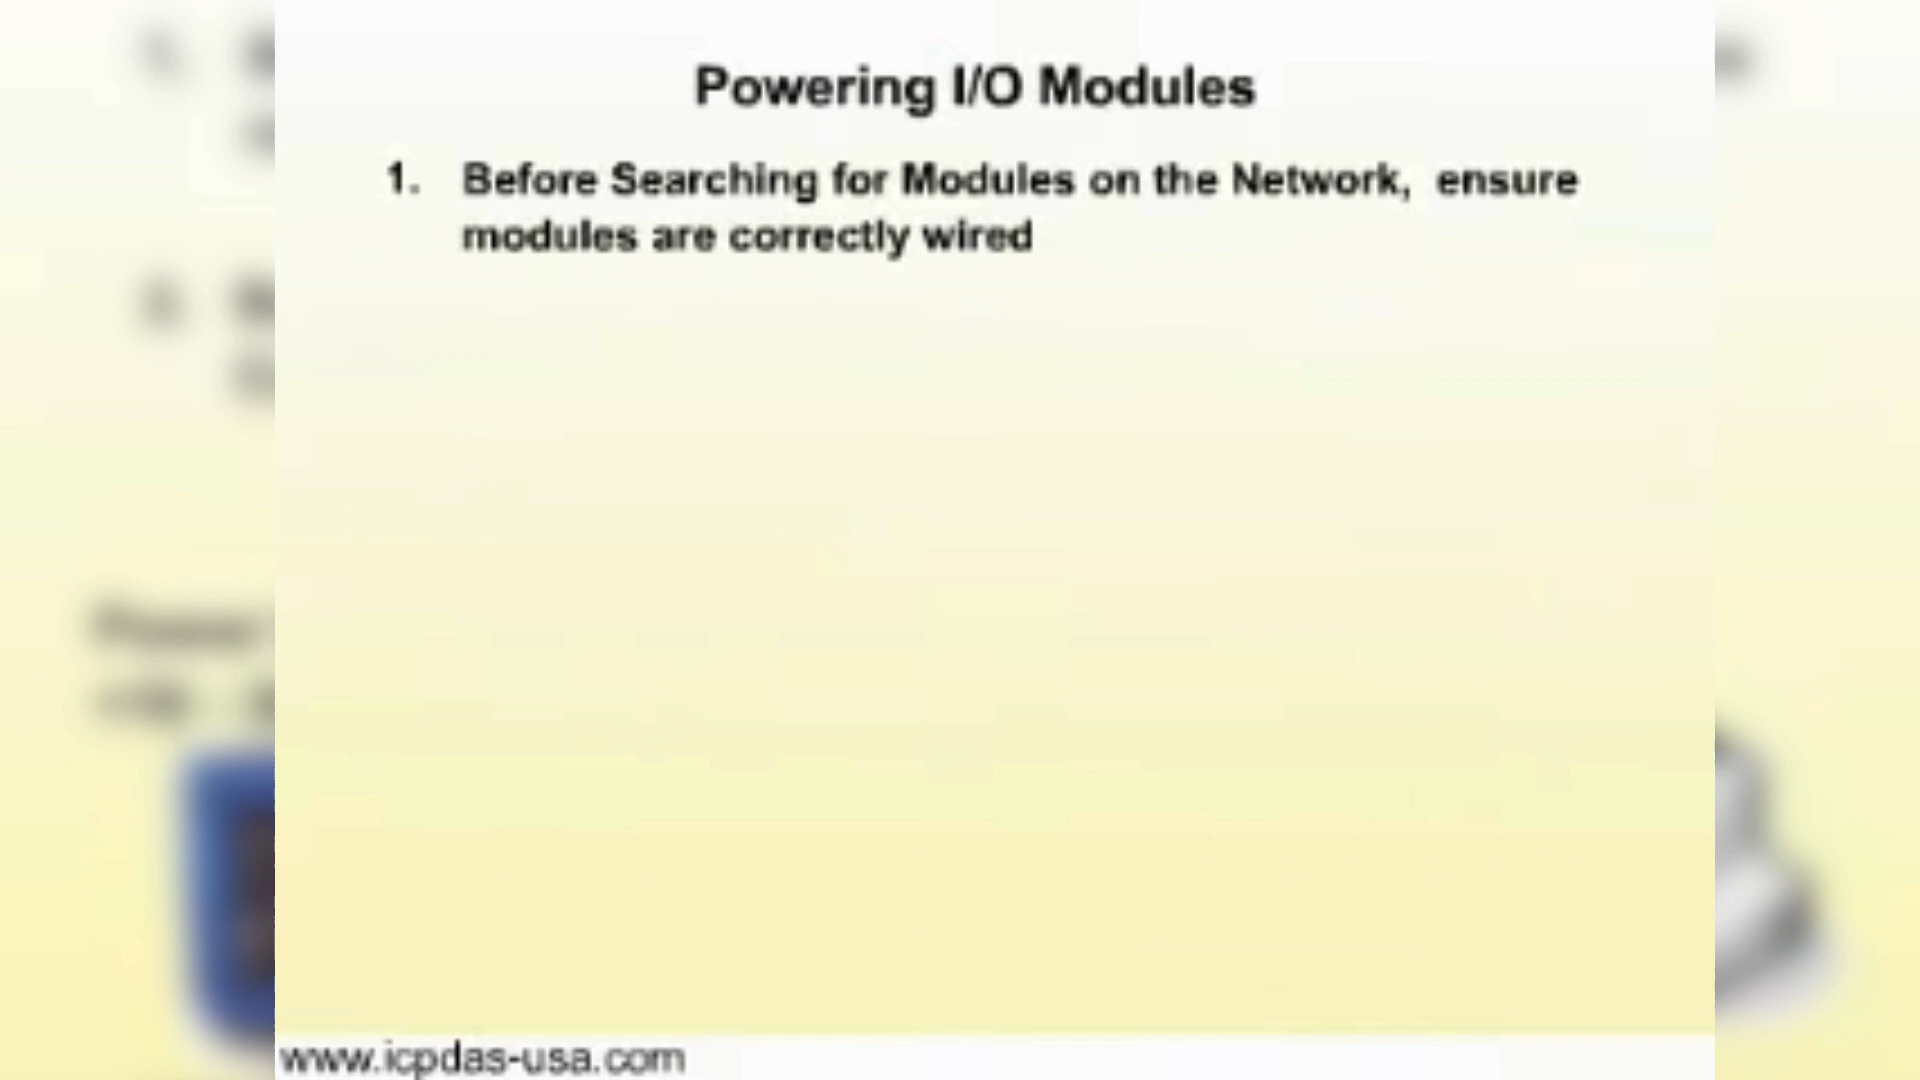 Powering I/O Modules
1. Before Searching for Modules on the Network, ensure
modules are correctly wired
www.icpdas-usa.com